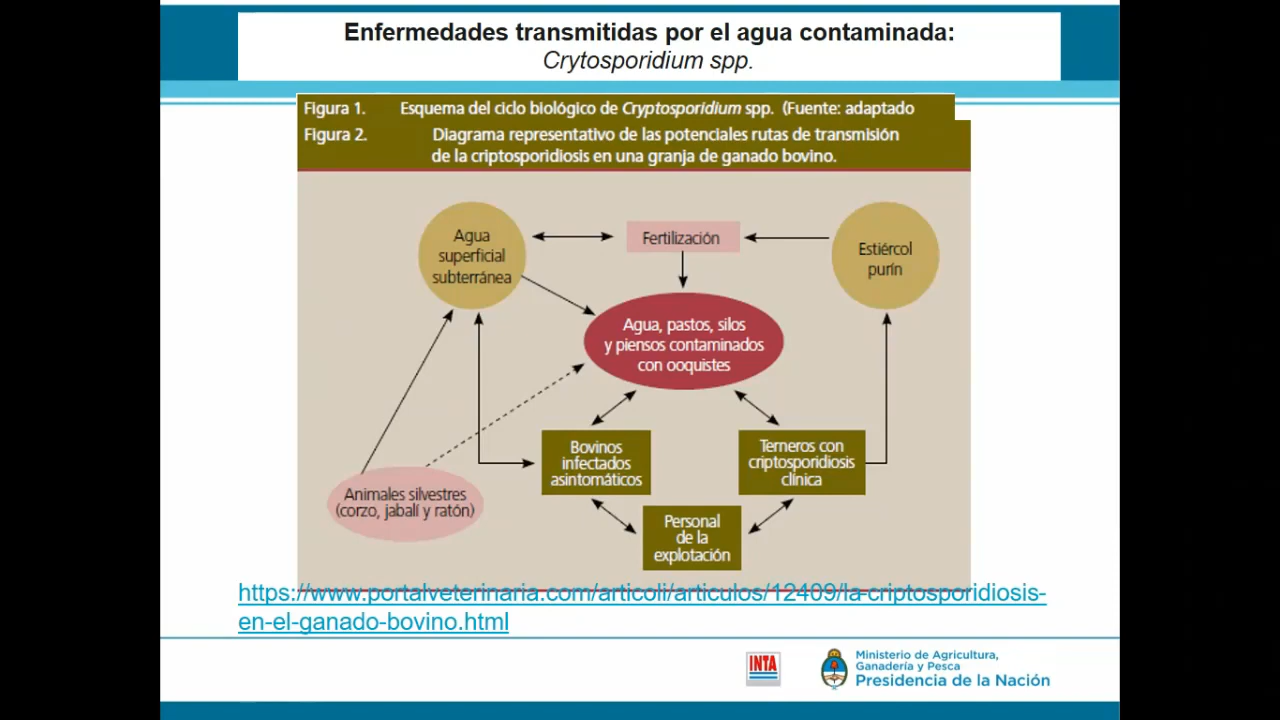 Enfermedades transmitidas por el agua contaminada:
Crytosporidium spp.
Figura 1. Esquema del ciclo biológico de Cryptosporidium spp. (Fuente: adaptado
Figura 2. Diagrama representativo de las potenciales rutas de transmisión
de la criptosporidiosis en una granja de ganado bovino.
Agua
superficial
subterránea
Fertilización
Estiércol
purín
Agua, pastos, silos
y piensos contaminados
con ooquistes
Bovinos
infectados
asintomáticos
Terneros con
criptosporidiosis
clínica
Animales silvestres
(corzo, jabalí y ratón)
Personal
de la
explotación
https://www.portalveterinaria.com/articoli/articulos/12409/la-criptosporidiosis-
en-el-ganado-bovino.html
INTA
Ministerio de Agricultura,
Ganadería y Pesca
Presidencia de la Nación